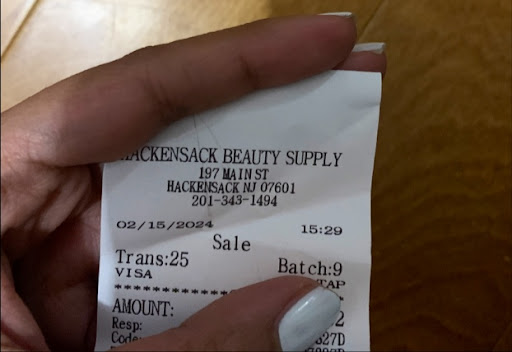 HACKENSACK BEAUTY SUPPLY
197 MAIN ST
HACKENSACK NJ 07601
201-343-1494
02/15/2024 15:29
Sale
Trans:25 Batch:9
VISA TAP
AMOUNT:
Resp:
Code